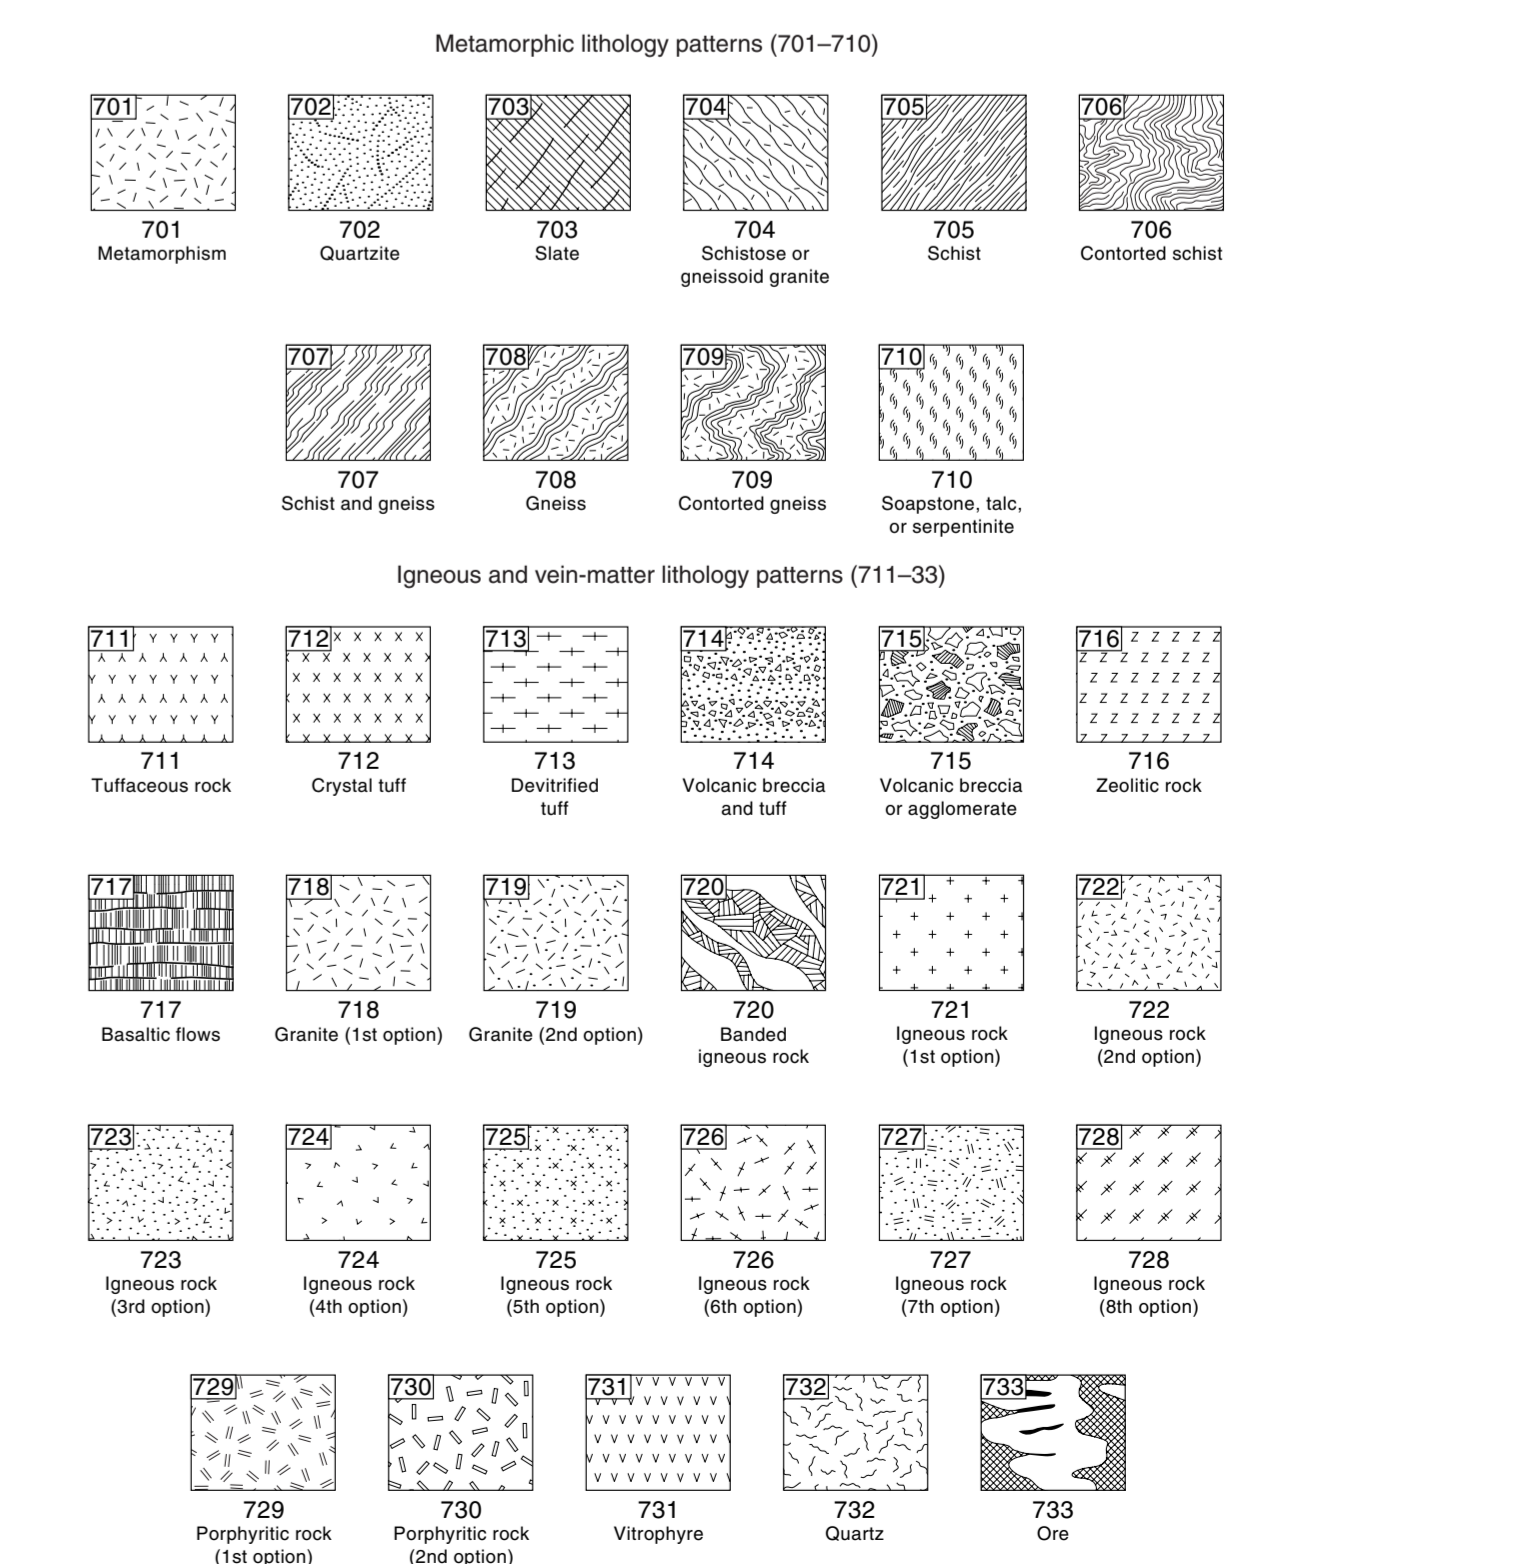 Metamorphic lithology patterns (701–710)
701 702 703 704 705 706
701 702 703 704 705 706
Metamorphism Quartzite Slate Schistose or Schist Contorted schist
gneissoid granite
707 708 709 710
707 708 709 710
Schist and gneiss Gneiss Contorted gneiss Soapstone, talc,
or serpentinite
Igneous and vein-matter lithology patterns (711–33)
711 712 713 714 715 716
711 712 713 714 715 716
Tuffaceous rock Crystal tuff Devitrified Volcanic breccia Volcanic breccia Zeolitic rock
tuff and tuff or agglomerate
717 718 719 720 721 722
717 718 719 720 721 722
Basaltic flows Granite (1st option) Granite (2nd option) Banded Igneous rock Igneous rock
igneous rock (1st option) (2nd option)
723 724 725 726 727 728
723 724 725 726 727 728
Igneous rock Igneous rock Igneous rock Igneous rock Igneous rock Igneous rock
(3rd option) (4th option) (5th option) (6th option) (7th option) (8th option)
729 730 731 732 733
729 730 731 732 733
Porphyritic rock Porphyritic rock Vitrophyre Quartz Ore
(1st option) (2nd option)